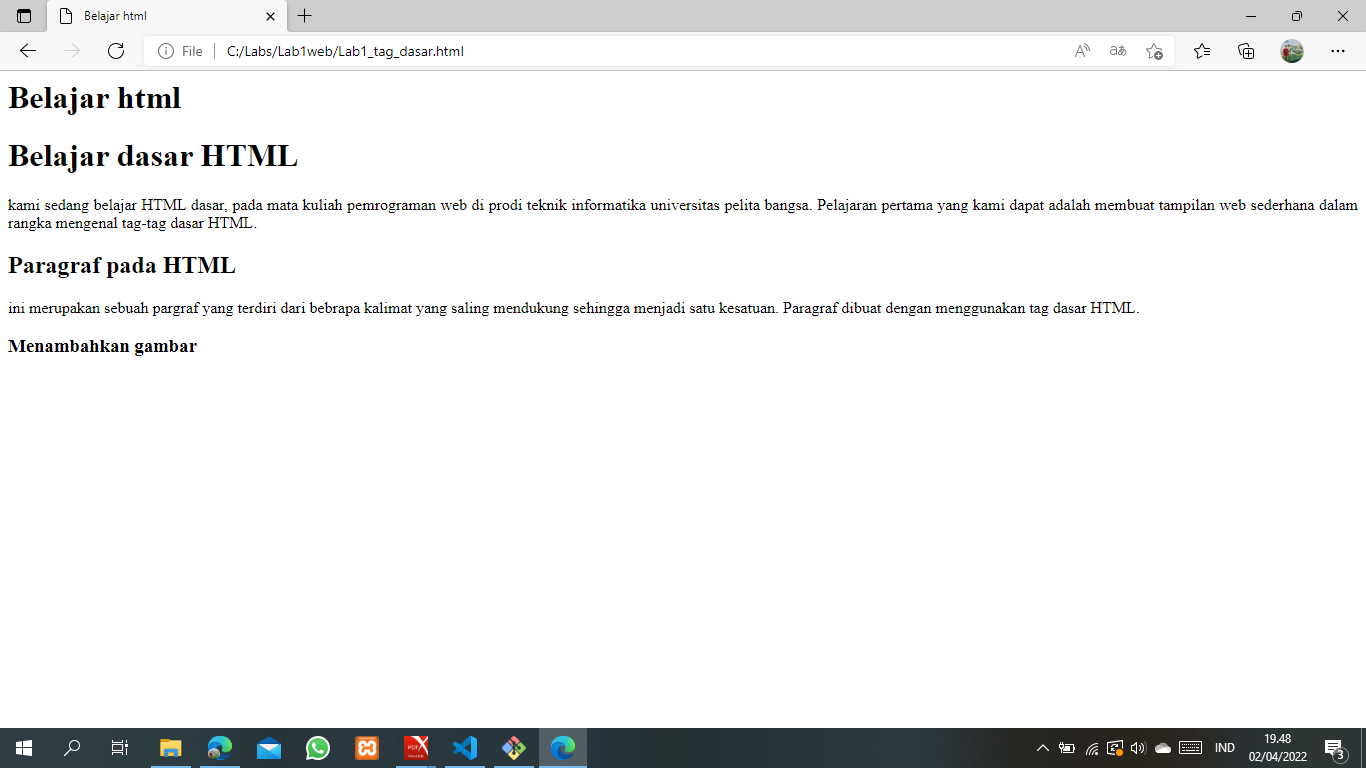 Belajar html
File
C:/Labs/Lab1web/Lab1_tag_dasar.html
Belajar html
Belajar dasar HTML
kami sedang belajar HTML dasar, pada mata kuliah pemrograman web di prodi teknik informatika universitas pelita bangsa. Pelajaran pertama yang kami dapat adalah membuat tampilan web sederhana dalam
rangka mengenal tag-tag dasar HTML.
Paragraf pada HTML
ini merupakan sebuah pargraf yang terdiri dari bebrapa kalimat yang saling mendukung sehingga menjadi satu kesatuan. Paragraf dibuat dengan menggunakan tag dasar HTML.
Menambahkan gambar
IND
19.48
02/04/2022
3